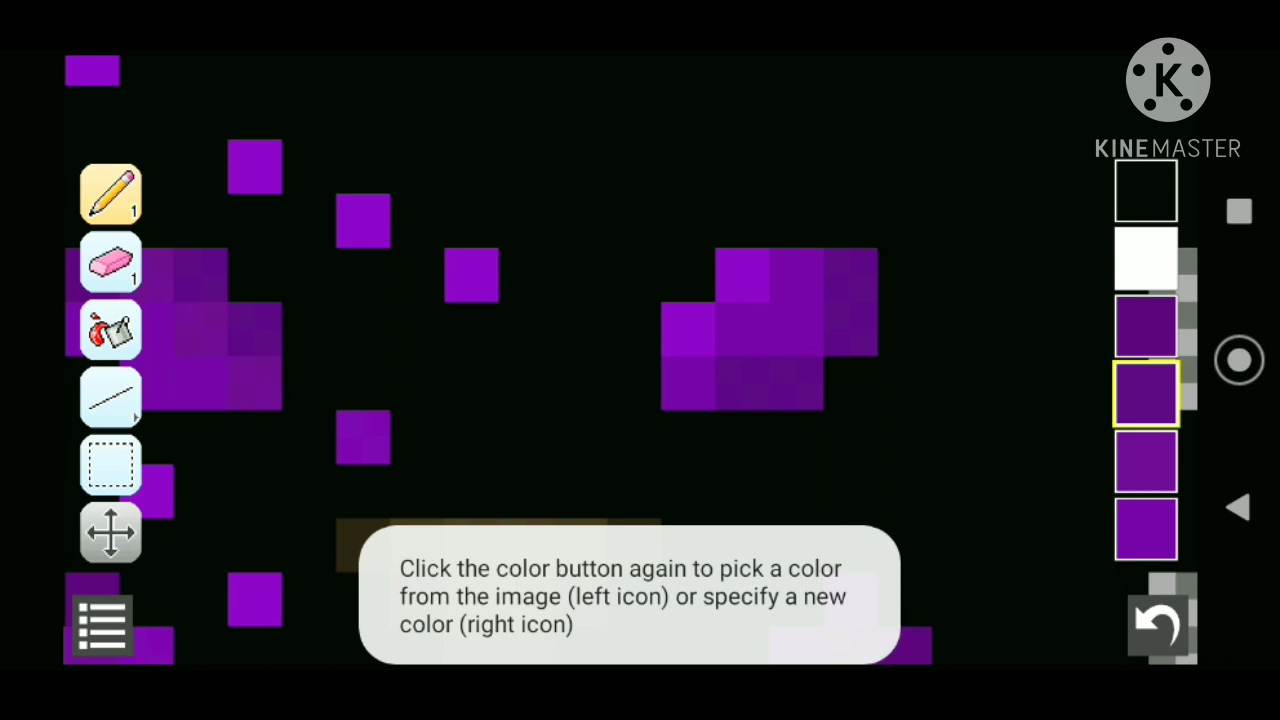 K
KINEMASTER
1
1
Click the color button again to pick a color
from the image (left icon) or specify a new
color (right icon)